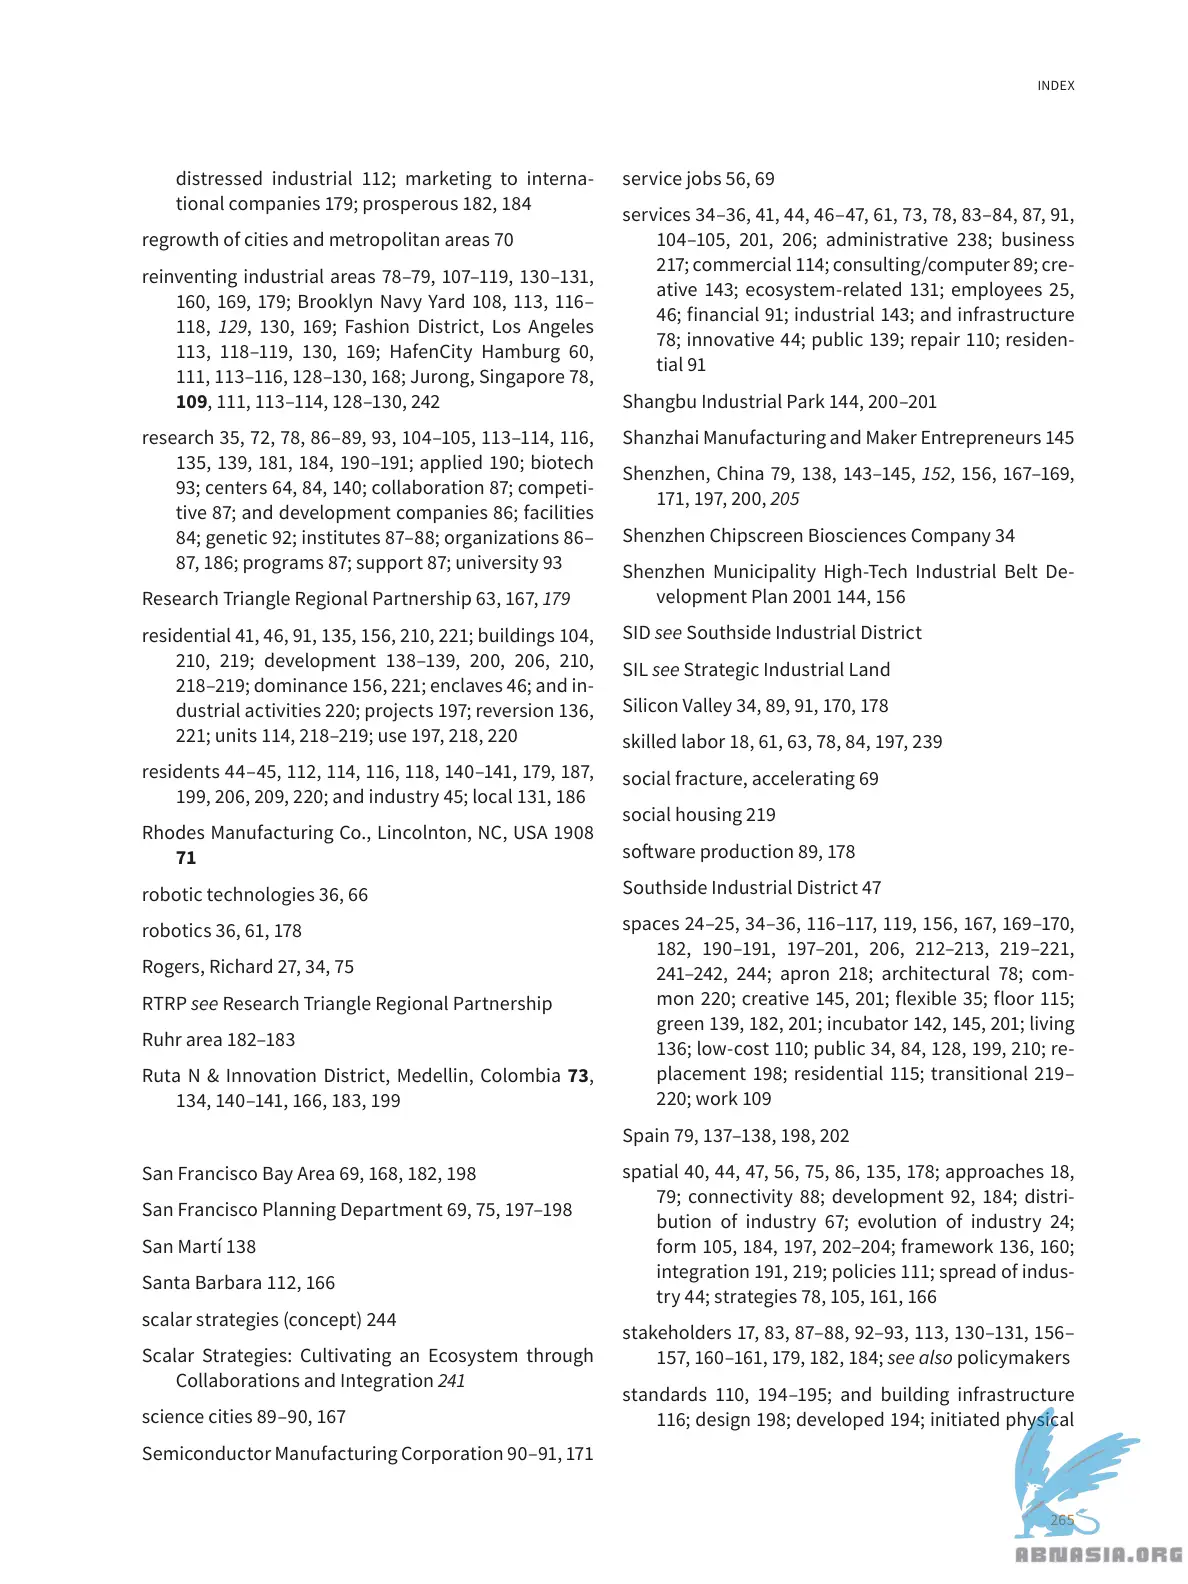 INDEX
distressed industrial 112; marketing to interna-
tional companies 179; prosperous 182, 184
regrowth of cities and metropolitan areas 70
reinventing industrial areas 78–79, 107–119, 130–131,
160, 169, 179; Brooklyn Navy Yard 108, 113, 116–
118, 129, 130, 169; Fashion District, Los Angeles
113, 118–119, 130, 169; HafenCity Hamburg 60,
111, 113–116, 128–130, 168; Jurong, Singapore 78,
109, 111, 113–114, 128–130, 242
research 35, 72, 78, 86–89, 93, 104–105, 113–114, 116,
135, 139, 181, 184, 190–191; applied 190; biotech
93; centers 64, 84, 140; collaboration 87; competi-
tive 87; and development companies 86; facilities
84; genetic 92; institutes 87–88; organizations 86–
87, 186; programs 87; support 87; university 93
Research Triangle Regional Partnership 63, 167, 179
residential 41, 46, 91, 135, 156, 210, 221; buildings 104,
210, 219; development 138–139, 200, 206, 210,
218–219; dominance 156, 221; enclaves 46; and in-
dustrial activities 220; projects 197; reversion 136,
221; units 114, 218–219; use 197, 218, 220
residents 44–45, 112, 114, 116, 118, 140–141, 179, 187,
199, 206, 209, 220; and industry 45; local 131, 186
Rhodes Manufacturing Co., Lincolnton, NC, USA 1908
71
robotic technologies 36, 66
robotics 36, 61, 178
Rogers, Richard 27, 34, 75
RTRP see Research Triangle Regional Partnership
Ruhr area 182–183
Ruta N & Innovation District, Medellin, Colombia 73,
134, 140–141, 166, 183, 199
San Francisco Bay Area 69, 168, 182, 198
San Francisco Planning Department 69, 75, 197–198
San Martí 138
Santa Barbara 112, 166
scalar strategies (concept) 244
Scalar Strategies: Cultivating an Ecosystem through
Collaborations and Integration 241
science cities 89–90, 167
Semiconductor Manufacturing Corporation 90–91, 171
service jobs 56, 69
services 34–36, 41, 44, 46–47, 61, 73, 78, 83–84, 87, 91,
104–105, 201, 206; administrative 238; business
217; commercial 114; consulting/computer 89; cre-
ative 143; ecosystem-related 131; employees 25,
46; financial 91; industrial 143; and infrastructure
78; innovative 44; public 139; repair 110; residen-
tial 91
Shangbu Industrial Park 144, 200–201
Shanzhai Manufacturing and Maker Entrepreneurs 145
Shenzhen, China 79, 138, 143–145, 152, 156, 167–169,
171, 197, 200, 205
Shenzhen Chipscreen Biosciences Company 34
Shenzhen Municipality High-Tech Industrial Belt De-
velopment Plan 2001 144, 156
SID see Southside Industrial District
SIL see Strategic Industrial Land
Silicon Valley 34, 89, 91, 170, 178
skilled labor 18, 61, 63, 78, 84, 197, 239
social fracture, accelerating 69
social housing 219
software production 89, 178
Southside Industrial District 47
spaces 24–25, 34–36, 116–117, 119, 156, 167, 169–170,
182, 190–191, 197–201, 206, 212–213, 219–221,
241–242, 244; apron 218; architectural 78; com-
mon 220; creative 145, 201; flexible 35; floor 115;
green 139, 182, 201; incubator 142, 145, 201; living
136; low-cost 110; public 34, 84, 128, 199, 210; re-
placement 198; residential 115; transitional 219–
220; work 109
Spain 79, 137–138, 198, 202
spatial 40, 44, 47, 56, 75, 86, 135, 178; approaches 18,
79; connectivity 88; development 92, 184; distri-
bution of industry 67; evolution of industry 24;
form 105, 184, 197, 202–204; framework 136, 160;
integration 191, 219; policies 111; spread of indus-
try 44; strategies 78, 105, 161, 166
stakeholders 17, 83, 87–88, 92–93, 113, 130–131, 156–
157, 160–161, 179, 182, 184; see also policymakers
standards 110, 194–195; and building infrastructure
116; design 198; developed 194; initiated physical
265
ABNASIA.ORG